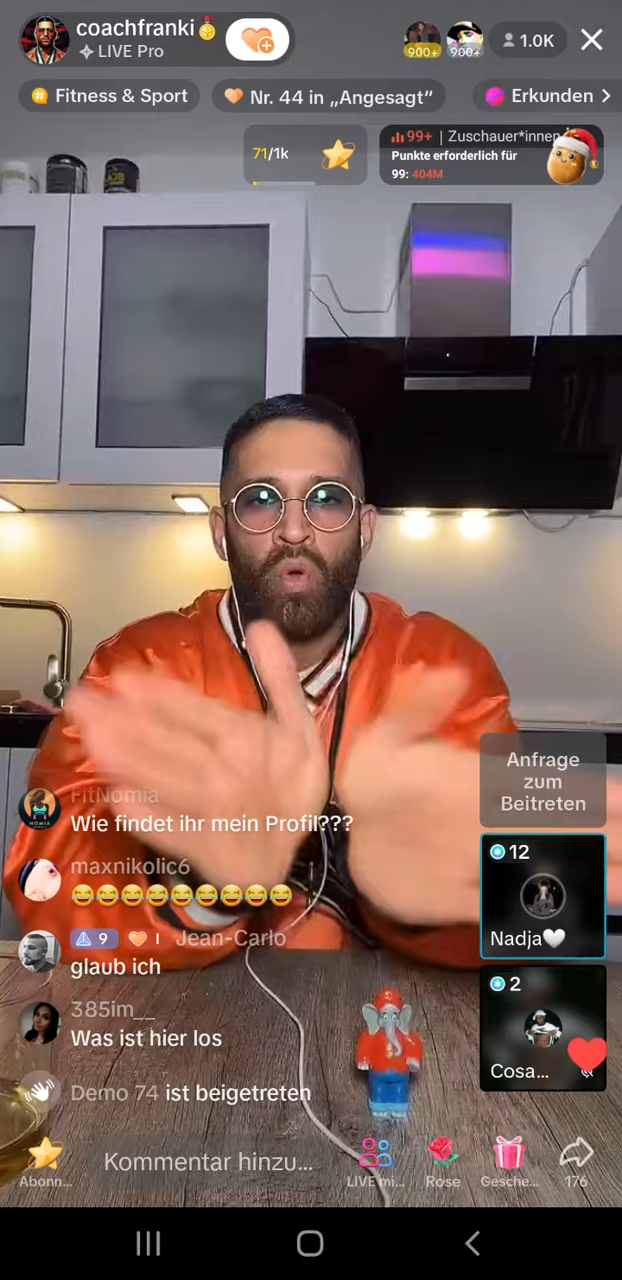 coachfranki🏅
LIVE Pro
900+
900+
1.0K
Fitness & Sport
Nr. 44 in „Angesagt“
Erkunden
71/1k
99+ | Zuschauer*innen
Punkte erforderlich für
99: 404M
Anfrage
zum
Beitreten
FitNomia
Wie findet ihr mein Profil???
maxnikolic6
😂😂😂😂😂😂😂😂😂
9 I Jean-Carlo
glaub ich
385im__
Was ist hier los
Demo 74 ist beigetreten
12
Nadja🤍
2
Cosa...
Kommentar hinzu...
Abonn...
LIVE mi...
Rose
Gesche...
176